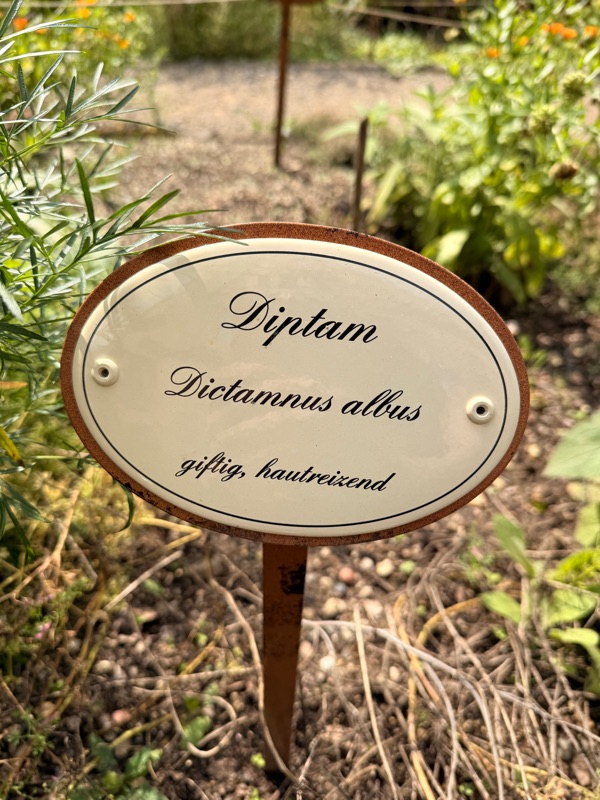 Diptam
Dictamnus albus
giftig, hautreizend